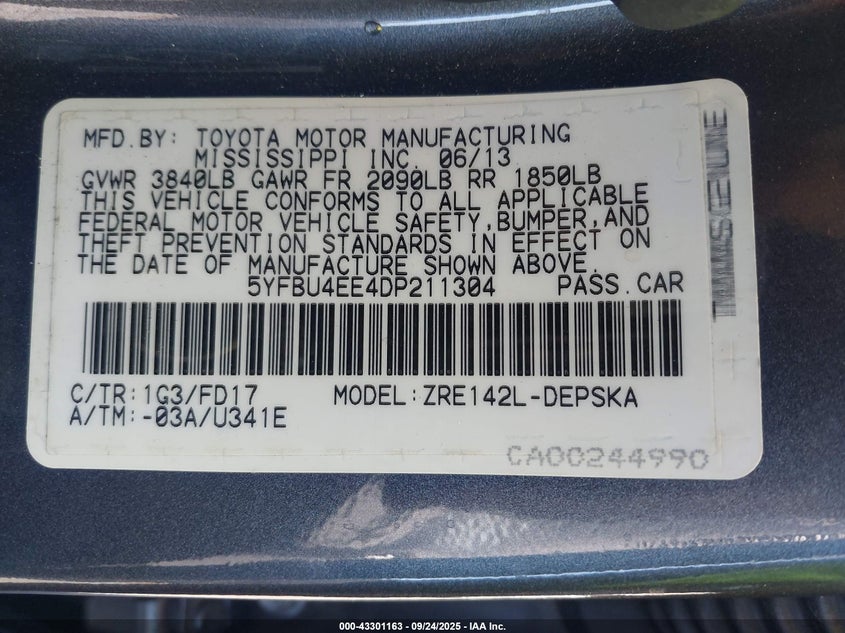 MFD.BY: TOYOTA MOTOR MANUFACTURING
MISSISSIPPI INC. 06/13
GVWR 3840LB GAWR FR 2090LB RR 1850LB
THIS VEHICLE CONFORMS TO ALL APPLICABLE
FEDERAL MOTOR VEHICLE SAFETY,BUMPER,AND
THEFT PREVENTION STANDARDS IN EFFECT ON
THE DATE OF MANUFACTURE SHOWN ABOVE.
5YFBU4EE4DP211304 PASS.CAR
C/TR:1G3/FD17 MODEL:ZRE142L-DEPSKA
A/TM:-03A/U341E
CA00244990
000-43301163 - 09/24/2025 - IAA Inc.